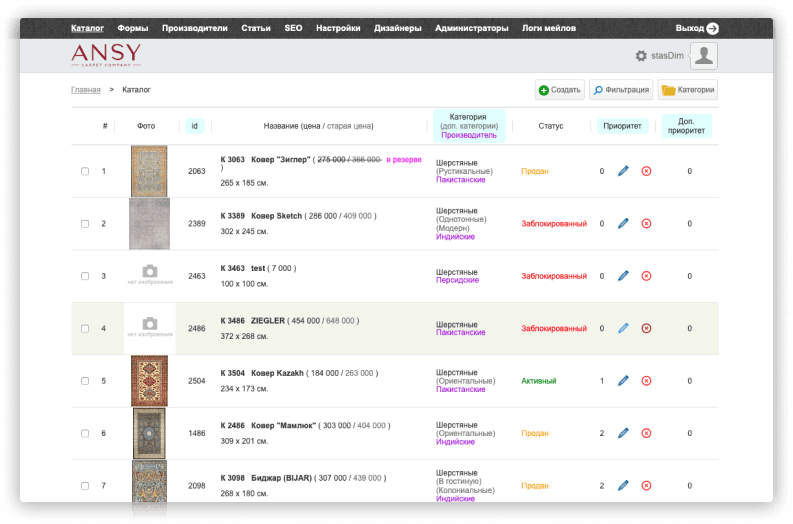 Каталог Формы Производители Статьи SEO Настройки Дизайнеры Администраторы Логи мейлов Выход
ANSY
CARPET COMPANY
stasDim
Главная > Каталог
Создать Фильтрация Категории
# Фото id Название (цена / старая цена) Категория (доп. категории) Производитель Статус Приоритет Доп. приоритет
1 2063 К 3063 Ковер "Зиглер" ( 275 000 / 366 000 в резерве )
265 x 185 см.
Шерстяные
(Рустикальные)
Пакистанские
Продан 0 0
2 2389 К 3389 Ковер Sketch ( 286 000 / 409 000 )
302 x 245 см.
Шерстяные
(Однотонные)
(Модерн)
Индийские
Заблокированный 0 0
3 нет изображения 2463 К 3463 test ( 7 000 )
100 x 100 см.
Шерстяные
Персидские
Заблокированный 0 0
4 нет изображения 2486 К 3486 ZIEGLER ( 454 000 / 648 000 )
372 x 268 см.
Шерстяные
Пакистанские
Заблокированный 0 0
5 2504 К 3504 Ковер Kazakh ( 184 000 / 263 000 )
234 x 173 см.
Шерстяные
(Ориентальные)
Пакистанские
Активный 1 0
6 1486 К 2486 Ковер "Мамлюк" ( 303 000 / 404 000 )
309 x 201 см.
Шерстяные
(Ориентальные)
Индийские
Продан 2 0
7 2098 К 3098 Биджар (BIJAR) ( 307 000 / 439 000 )
268 x 180 см.
Шерстяные
(В гостиную)
(Колониальные)
Индийские
Продан 2 0